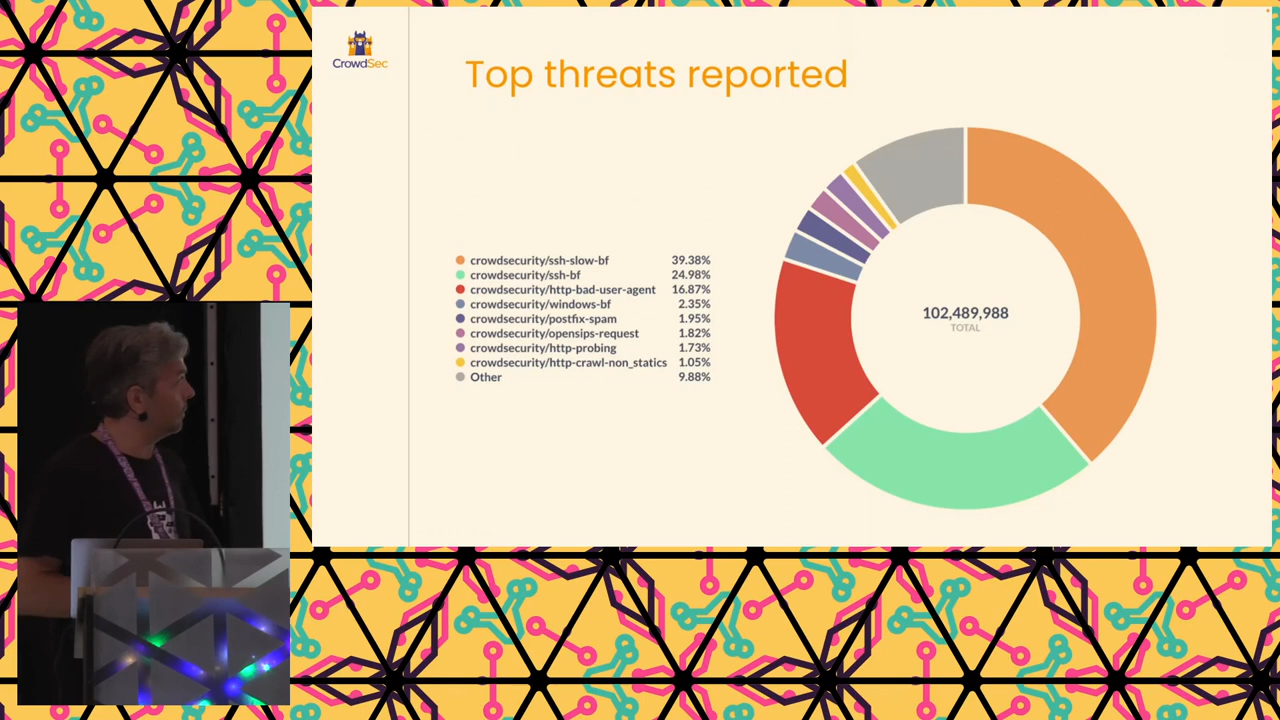 CrowdSec
Top threats reported
crowdsecurity/ssh-slow-bf 39.38%
crowdsecurity/ssh-bf 24.98%
crowdsecurity/http-bad-user-agent 16.87%
crowdsecurity/windows-bf 2.35%
crowdsecurity/postfix-spam 1.95%
crowdsecurity/opensips-request 1.82%
crowdsecurity/http-probing 1.73%
crowdsecurity/http-crawl-non_statics 1.05%
Other 9.88%
102,489,988
TOTAL